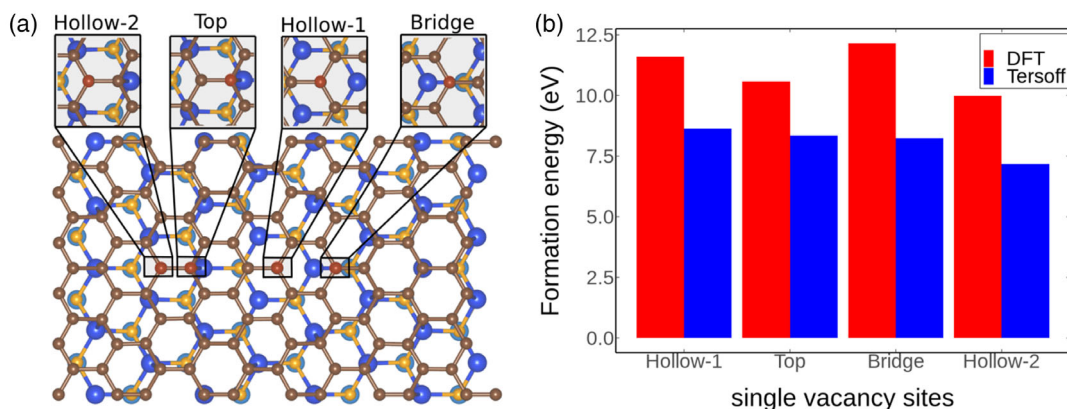 (a)
Hollow-2 Top Hollow-1 Bridge
(b)
Formation energy (eV)
12.5
10.0
7.5
5.0
2.5
0.0
DFT
Tersoff
Hollow-1 Top Bridge Hollow-2
single vacancy sites